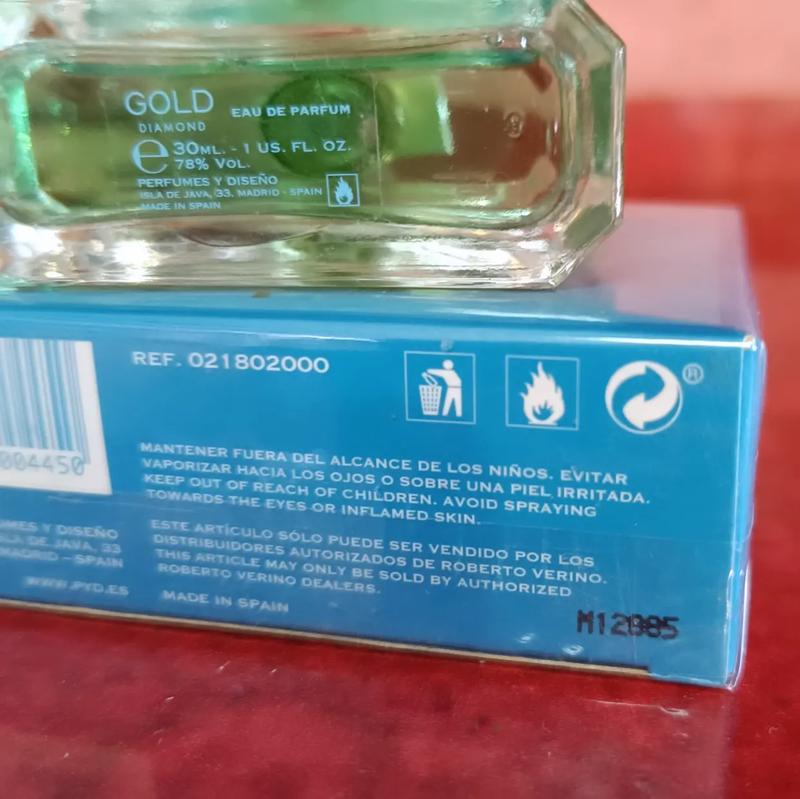 GOLD EAU DE PARFUM
DIAMOND
e 30ML. - 1 US. FL. OZ.
78% VOL.
PERFUMES Y DISEÑO
ISLA DE JAVA, 33. MADRID - SPAIN
MADE IN SPAIN
REF. 021802000
®
004450
MANTENER FUERA DEL ALCANCE DE LOS NIÑOS. EVITAR
VAPORIZAR HACIA LOS OJOS O SOBRE UNA PIEL IRRITADA.
KEEP OUT OF REACH OF CHILDREN. AVOID SPRAYING
TOWARDS THE EYES OR INFLAMED SKIN.
UMES Y DISEÑO
LA DE JAVA, 33
MADRID - SPAIN
WWW.PYD.ES
ESTE ARTÍCULO SÓLO PUEDE SER VENDIDO POR LOS
DISTRIBUIDORES AUTORIZADOS DE ROBERTO VERINO.
THIS ARTICLE MAY ONLY BE SOLD BY AUTHORIZED
ROBERTO VERINO DEALERS.
MADE IN SPAIN